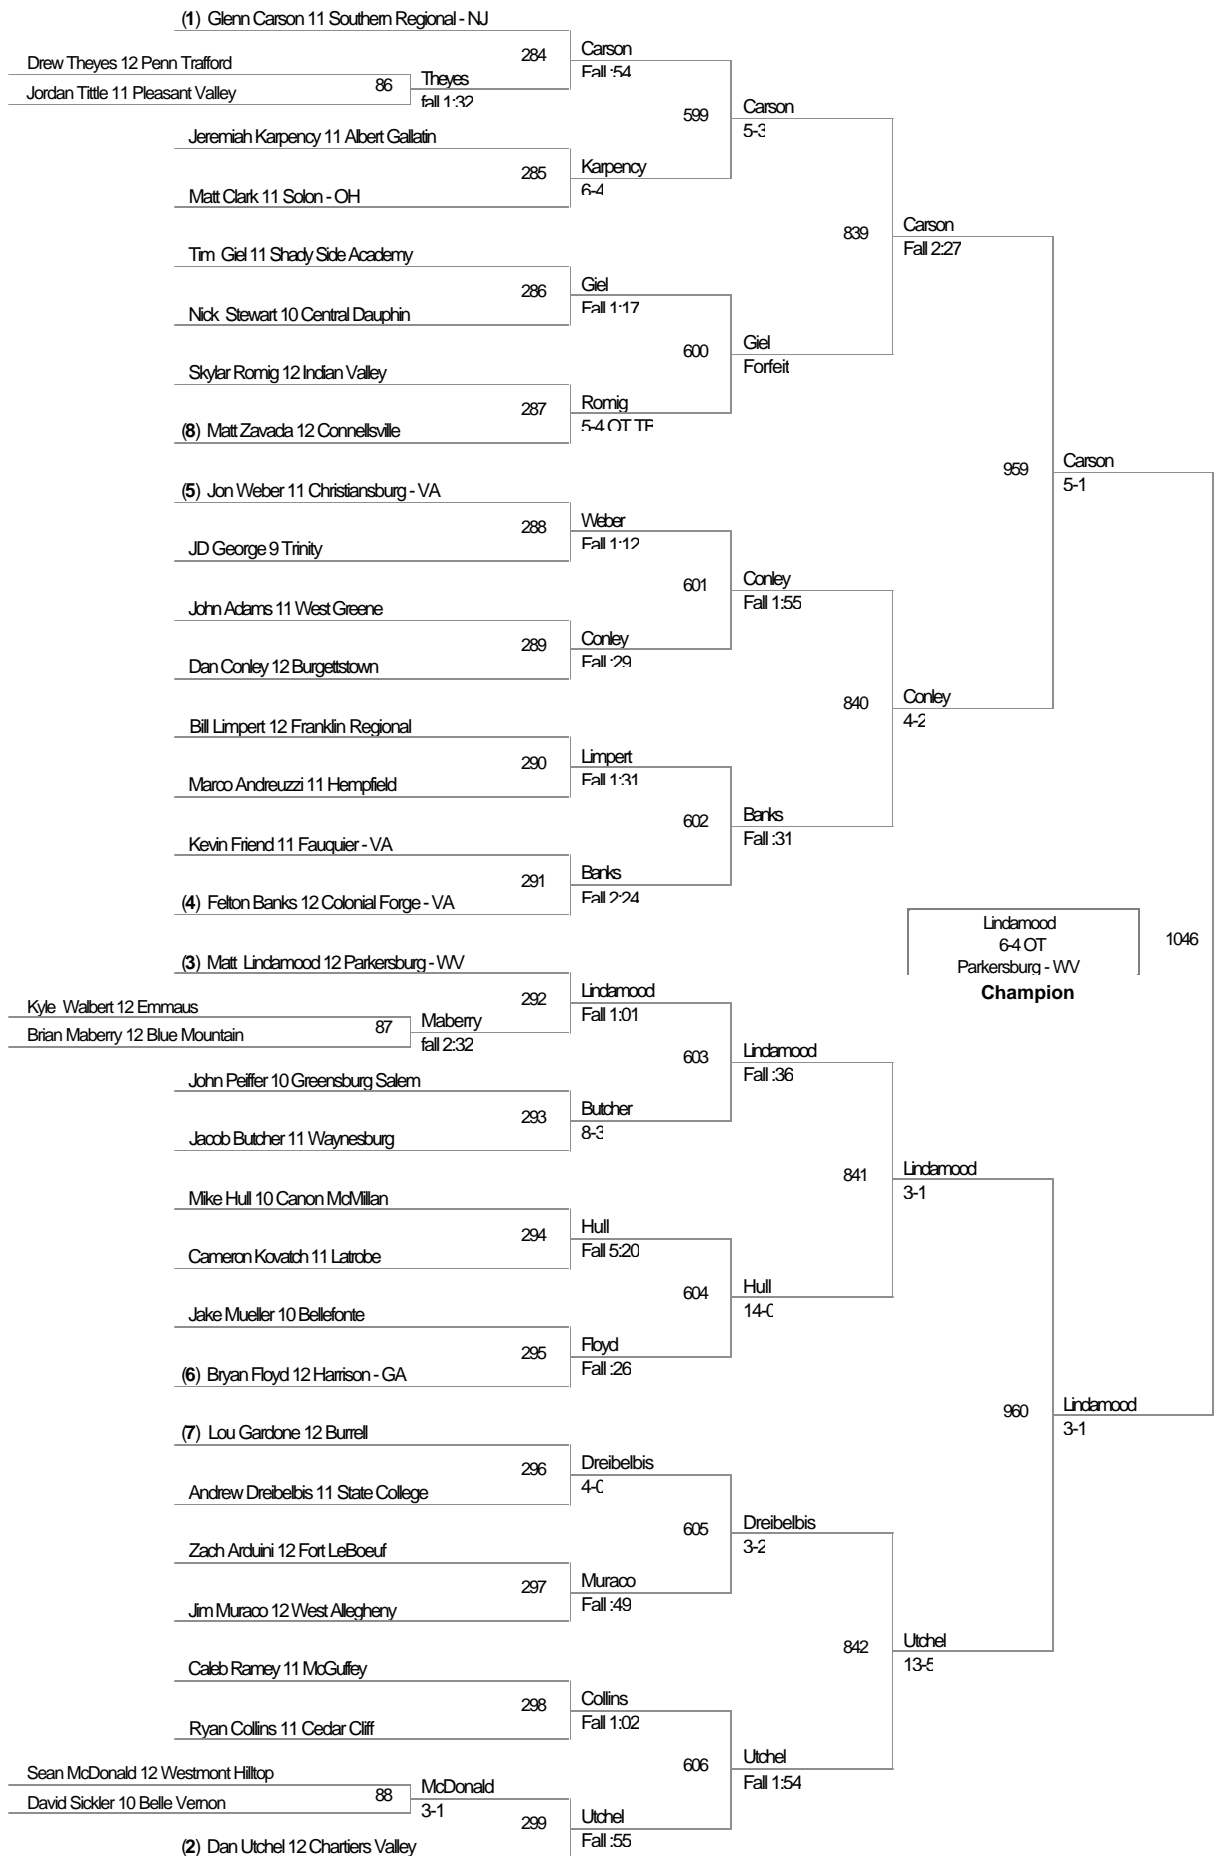 (1) Glenn Carson 11 Southern Regional - NJ
284
Carson
Fall :54
Drew Theyes 12 Penn Trafford
86
Jordan Tittle 11 Pleasant Valley
Theyes
fall 1:32
599
Carson
5-3
Jeremiah Karpency 11 Albert Gallatin
285
Karpency
6-4
Matt Clark 11 Solon - OH
839
Carson
Fall 2:27
Tim Giel 11 Shady Side Academy
286
Giel
Fall 1:17
Nick Stewart 10 Central Dauphin
600
Giel
Forfeit
Skylar Romig 12 Indian Valley
287
Romig
5-4 OT TB
(8) Matt Zavada 12 Connellsville
959
Carson
5-1
(5) Jon Weber 11 Christiansburg - VA
288
Weber
Fall 1:12
JD George 9 Trinity
601
Conley
Fall 1:55
John Adams 11 West Greene
289
Conley
Fall :29
Dan Conley 12 Burgettstown
840
Conley
4-2
Bill Limpert 12 Franklin Regional
290
Limpert
Fall 1:31
Marco Andreuzzi 11 Hempfield
602
Banks
Fall :31
Kevin Friend 11 Fauquier - VA
291
Banks
Fall 2:24
(4) Felton Banks 12 Colonial Forge - VA
Lindamood
6-4 OT
Parkersburg - WV
Champion
1046
(3) Matt Lindamood 12 Parkersburg - WV
292
Lindamood
Fall 1:01
Kyle Walbert 12 Emmaus
87
Brian Maberry 12 Blue Mountain
Maberry
fall 2:32
603
Lindamood
Fall :36
John Peiffer 10 Greensburg Salem
293
Butcher
8-3
Jacob Butcher 11 Waynesburg
841
Lindamood
3-1
Mike Hull 10 Canon McMillan
294
Hull
Fall 5:20
Cameron Kovatch 11 Latrobe
604
Hull
14-0
Jake Mueller 10 Bellefonte
295
Floyd
Fall :26
(6) Bryan Floyd 12 Harrison - GA
960
Lindamood
3-1
(7) Lou Gardone 12 Burrell
296
Dreibelbis
4-0
Andrew Dreibelbis 11 State College
605
Dreibelbis
3-2
Zach Arduini 12 Fort LeBoeuf
297
Muraco
Fall :49
Jim Muraco 12 West Allegheny
842
Utchel
13-5
Caleb Ramey 11 McGuffey
298
Collins
Fall 1:02
Ryan Collins 11 Cedar Cliff
606
Utchel
Fall 1:54
Sean McDonald 12 Westmont Hilltop
88
David Sickler 10 Belle Vernon
McDonald
3-1
299
Utchel
Fall :55
(2) Dan Utchel 12 Chartiers Valley